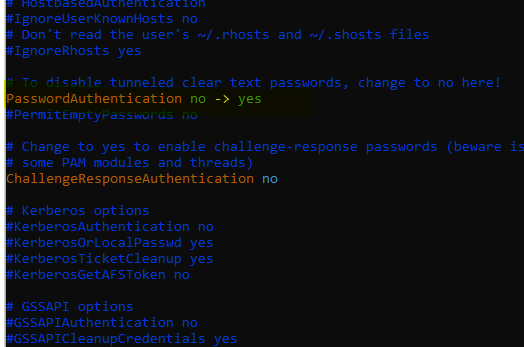 # HostbasedAuthentication
#IgnoreUserKnownHosts no
# Don't read the user's ~/.rhosts and ~/.shosts files
#IgnoreRhosts yes
# To disable tunneled clear text passwords, change to no here!
PasswordAuthentication no -> yes
#PermitEmptyPasswords no
# Change to yes to enable challenge-response passwords (beware is
# some PAM modules and threads)
ChallengeResponseAuthentication no
# Kerberos options
#KerberosAuthentication no
#KerberosOrLocalPasswd yes
#KerberosTicketCleanup yes
#KerberosGetAFSToken no
# GSSAPI options
#GSSAPIAuthentication no
#GSSAPICleanupCredentials yes